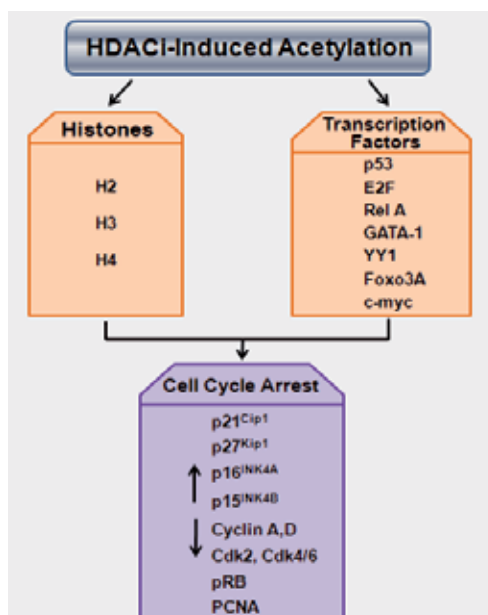 HDACi-Induced Acetylation
Histones
H2
H3
H4
Transcription
Factors
p53
E2F
Rel A
GATA-1
YY1
Foxo3A
c-myc
Cell Cycle Arrest
p21Cip1
p27Kip1
p16INK4A
p15INK4B
Cyclin A,D
Cdk2, Cdk4/6
pRB
PCNA